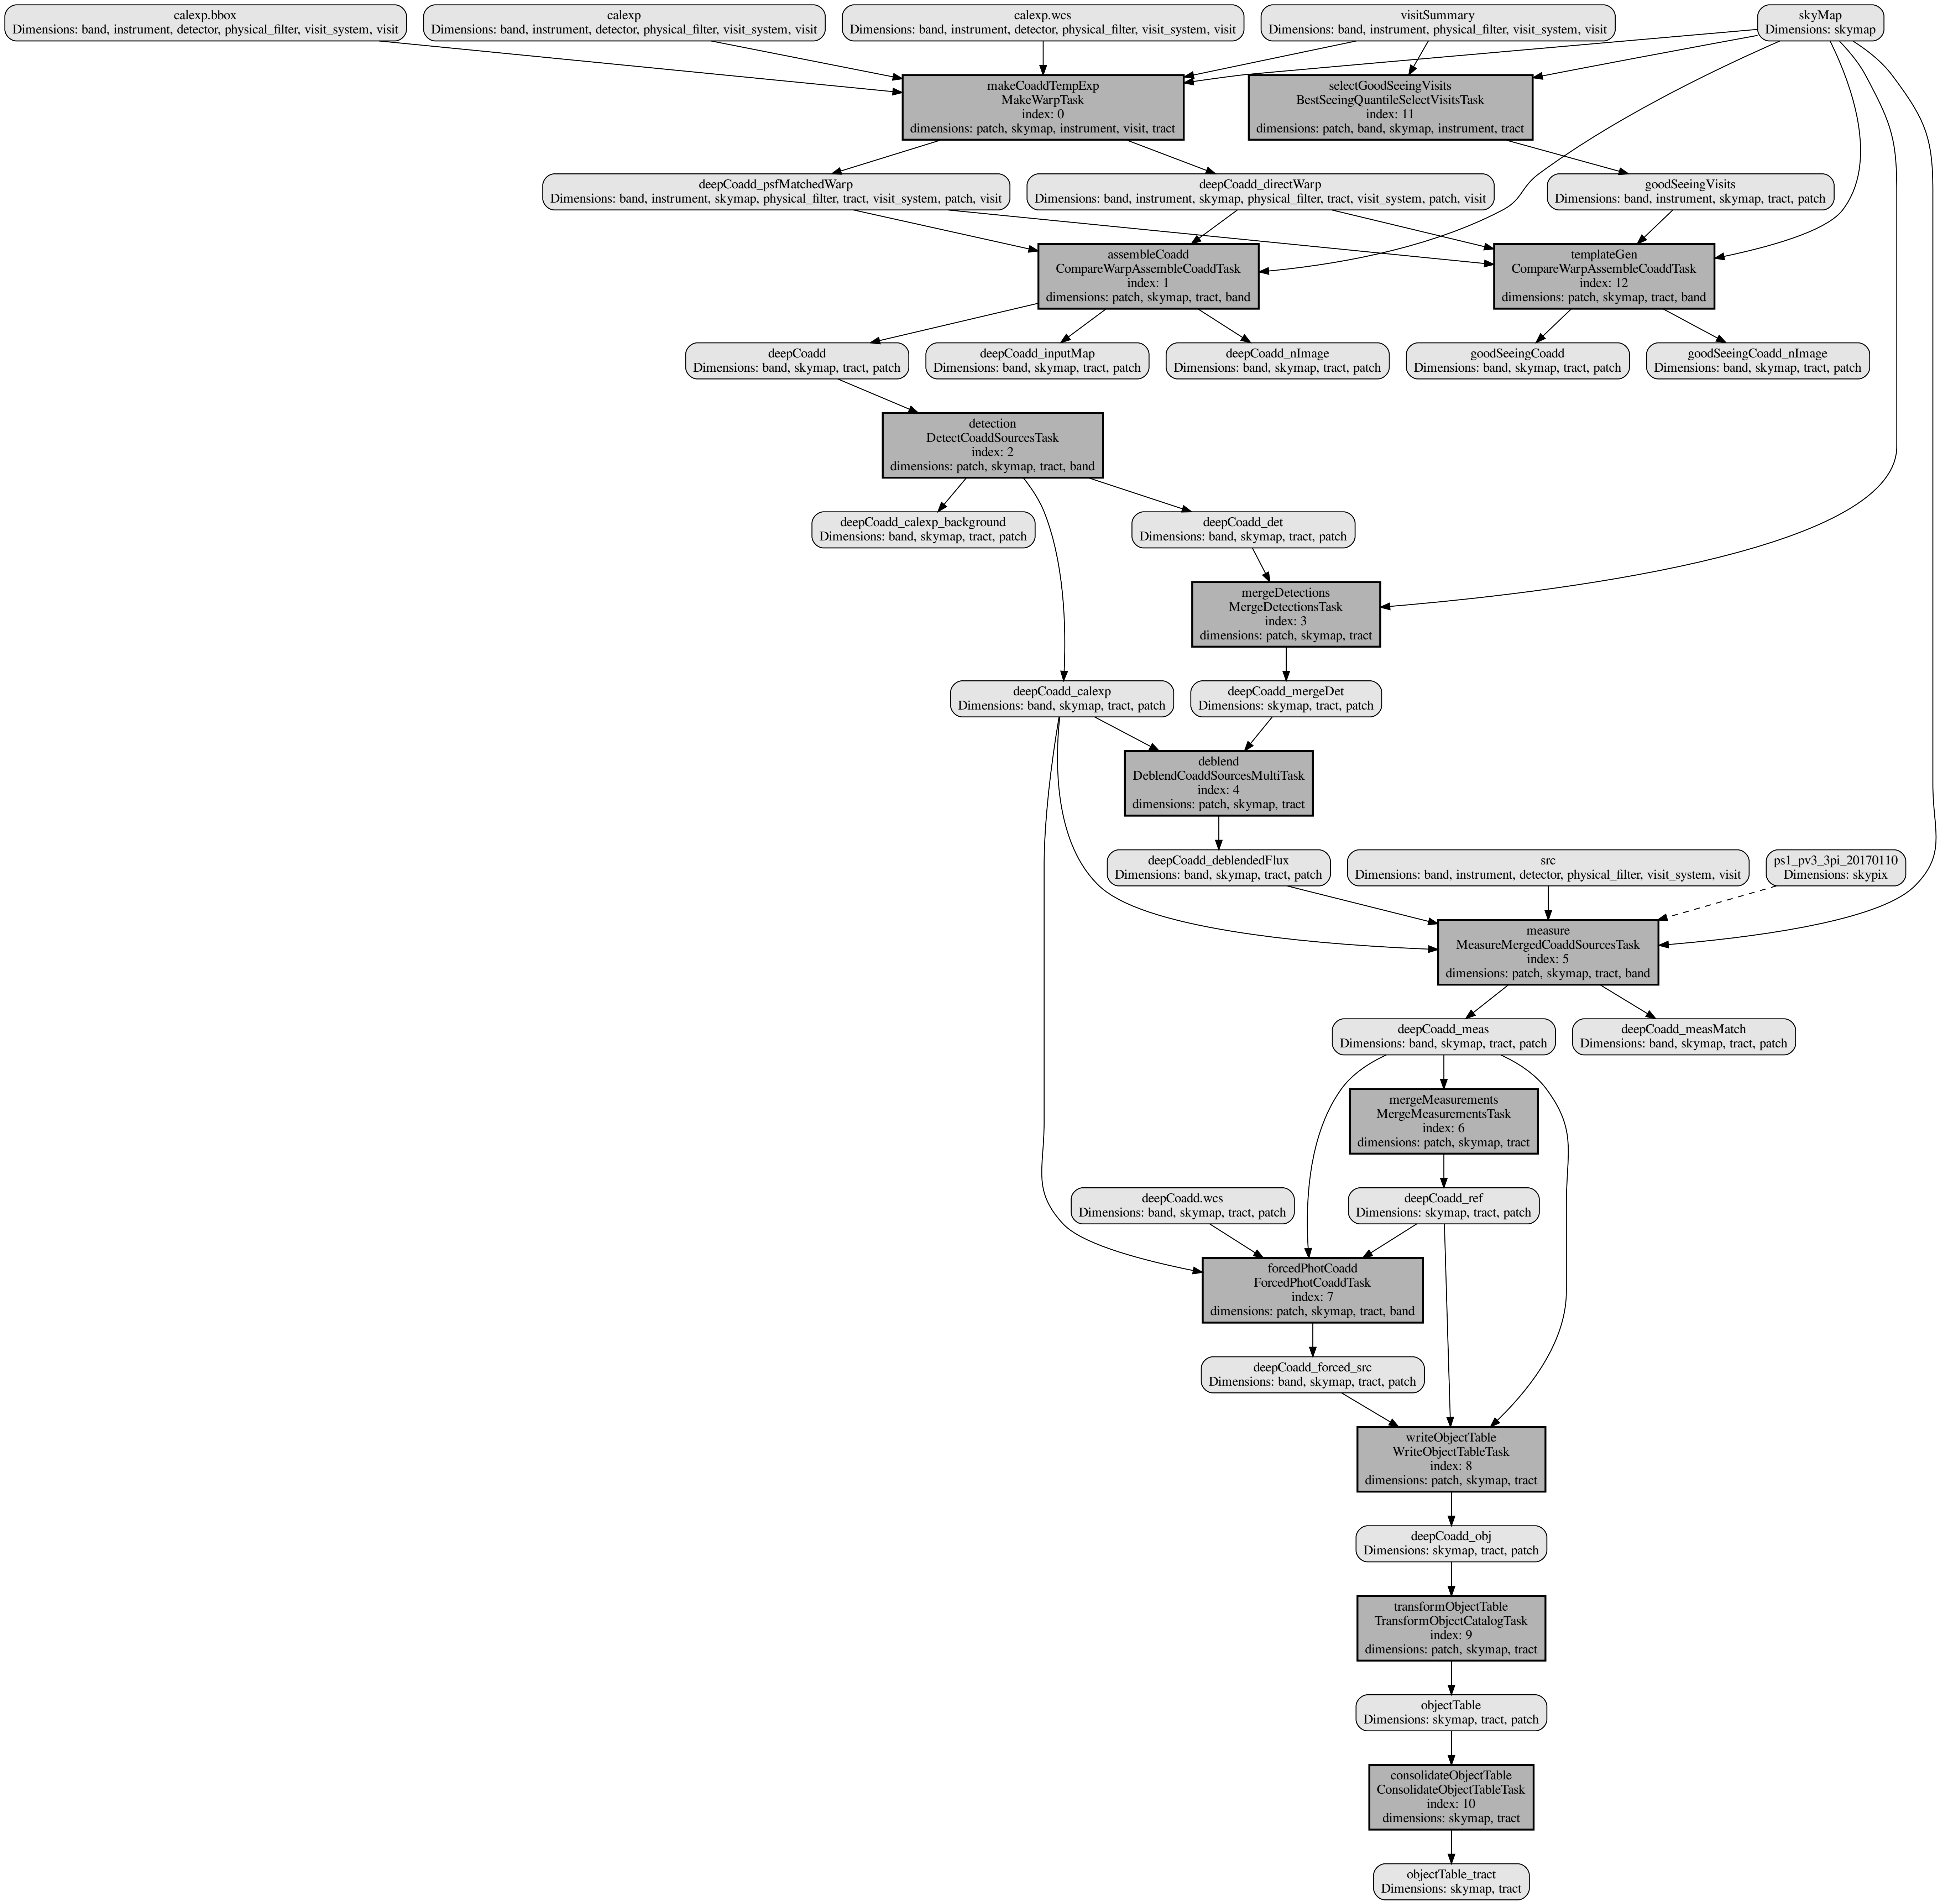 calexp.bbox
Dimensions: band, instrument, detector, physical_filter, visit_system, visit
calexp
Dimensions: band, instrument, detector, physical_filter, visit_system, visit
calexp.wcs
Dimensions: band, instrument, detector, physical_filter, visit_system, visit
visitSummary
Dimensions: band, instrument, physical_filter, visit_system, visit
skyMap
Dimensions: skymap
makeCoaddTempExp
MakeWarpTask
index: 0
dimensions: patch, skymap, instrument, visit, tract
selectGoodSeeingVisits
BestSeeingQuantileSelectVisitsTask
index: 11
dimensions: patch, band, skymap, instrument, tract
deepCoadd_psfMatchedWarp
Dimensions: band, instrument, skymap, physical_filter, tract, visit_system, patch, visit
deepCoadd_directWarp
Dimensions: band, instrument, skymap, physical_filter, tract, visit_system, patch, visit
goodSeeingVisits
Dimensions: band, instrument, skymap, tract, patch
assembleCoadd
CompareWarpAssembleCoaddTask
index: 1
dimensions: patch, skymap, tract, band
templateGen
CompareWarpAssembleCoaddTask
index: 12
dimensions: patch, skymap, tract, band
deepCoadd
Dimensions: band, skymap, tract, patch
deepCoadd_inputMap
Dimensions: band, skymap, tract, patch
deepCoadd_nImage
Dimensions: band, skymap, tract, patch
goodSeeingCoadd
Dimensions: band, skymap, tract, patch
goodSeeingCoadd_nImage
Dimensions: band, skymap, tract, patch
detection
DetectCoaddSourcesTask
index: 2
dimensions: patch, skymap, tract, band
deepCoadd_calexp_background
Dimensions: band, skymap, tract, patch
deepCoadd_det
Dimensions: band, skymap, tract, patch
mergeDetections
MergeDetectionsTask
index: 3
dimensions: patch, skymap, tract
deepCoadd_calexp
Dimensions: band, skymap, tract, patch
deepCoadd_mergeDet
Dimensions: skymap, tract, patch
deblend
DeblendCoaddSourcesMultiTask
index: 4
dimensions: patch, skymap, tract
deepCoadd_deblendedFlux
Dimensions: band, skymap, tract, patch
src
Dimensions: band, instrument, detector, physical_filter, visit_system, visit
ps1_pv3_3pi_20170110
Dimensions: skypix
measure
MeasureMergedCoaddSourcesTask
index: 5
dimensions: patch, skymap, tract, band
deepCoadd_meas
Dimensions: band, skymap, tract, patch
deepCoadd_measMatch
Dimensions: band, skymap, tract, patch
mergeMeasurements
MergeMeasurementsTask
index: 6
dimensions: patch, skymap, tract
deepCoadd.wcs
Dimensions: band, skymap, tract, patch
deepCoadd_ref
Dimensions: skymap, tract, patch
forcedPhotCoadd
ForcedPhotCoaddTask
index: 7
dimensions: patch, skymap, tract, band
deepCoadd_forced_src
Dimensions: band, skymap, tract, patch
writeObjectTable
WriteObjectTableTask
index: 8
dimensions: patch, skymap, tract
deepCoadd_obj
Dimensions: skymap, tract, patch
transformObjectTable
TransformObjectCatalogTask
index: 9
dimensions: patch, skymap, tract
objectTable
Dimensions: skymap, tract, patch
consolidateObjectTable
ConsolidateObjectTableTask
index: 10
dimensions: skymap, tract
objectTable_tract
Dimensions: skymap, tract